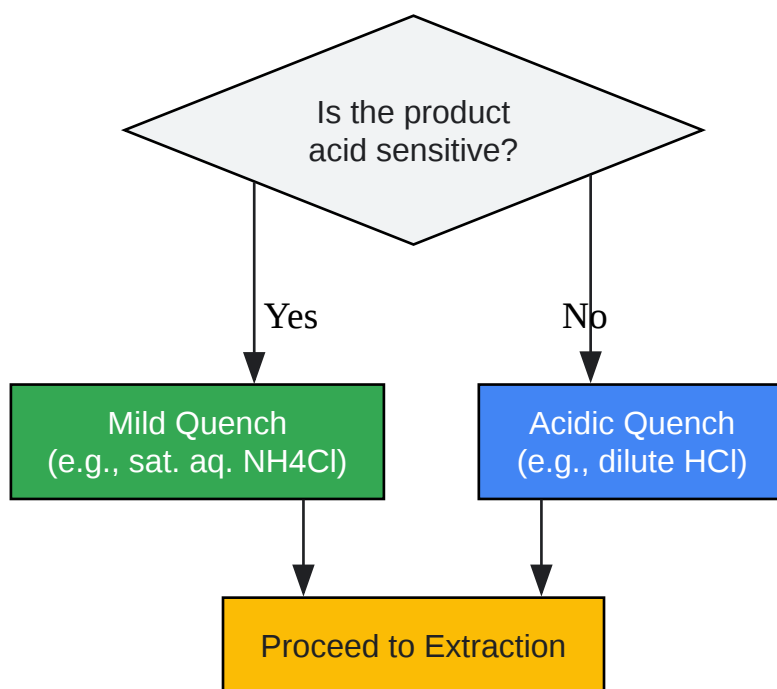 Is the product
acid sensitive?
Yes
No
Mild Quench
(e.g., sat. aq. NH4Cl)
Acidic Quench
(e.g., dilute HCl)
Proceed to Extraction